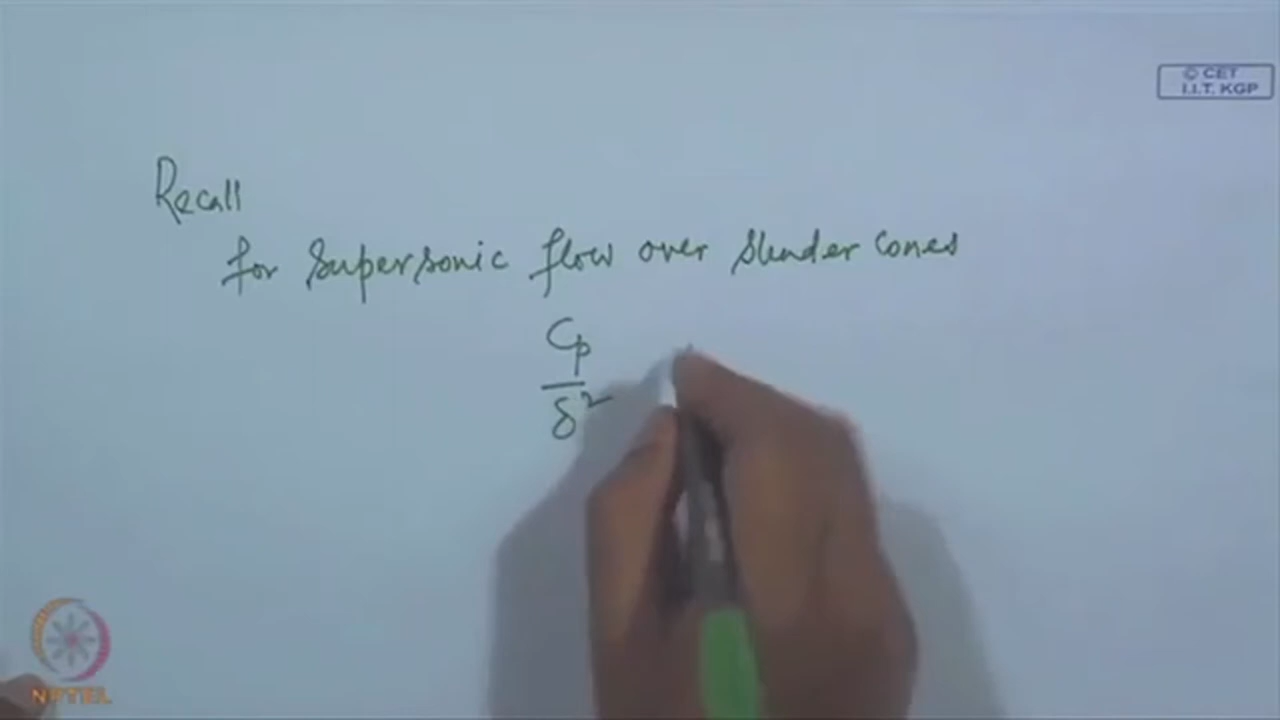 © CET
I.I.T. KGP
Recall
for supersonic flow over slender cones
Cp
δ²
NPTEL